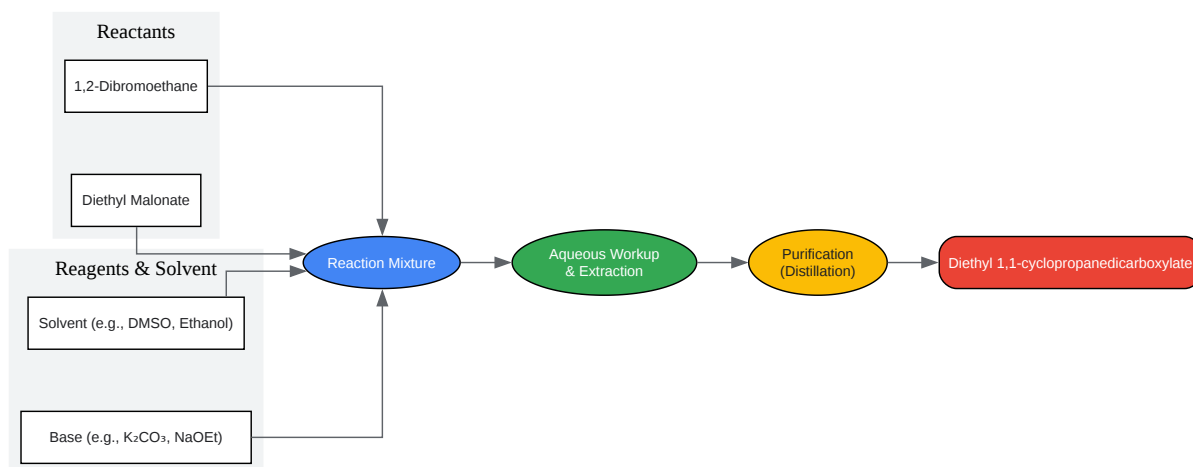 Reactants
1,2-Dibromoethane
Diethyl Malonate
Reagents & Solvent
Solvent (e.g., DMSO, Ethanol)
Base (e.g., K₂CO₃, NaOEt)
Reaction Mixture
Aqueous Workup
& Extraction
Purification
(Distillation)
Diethyl 1,1-cyclopropanedicarboxylate